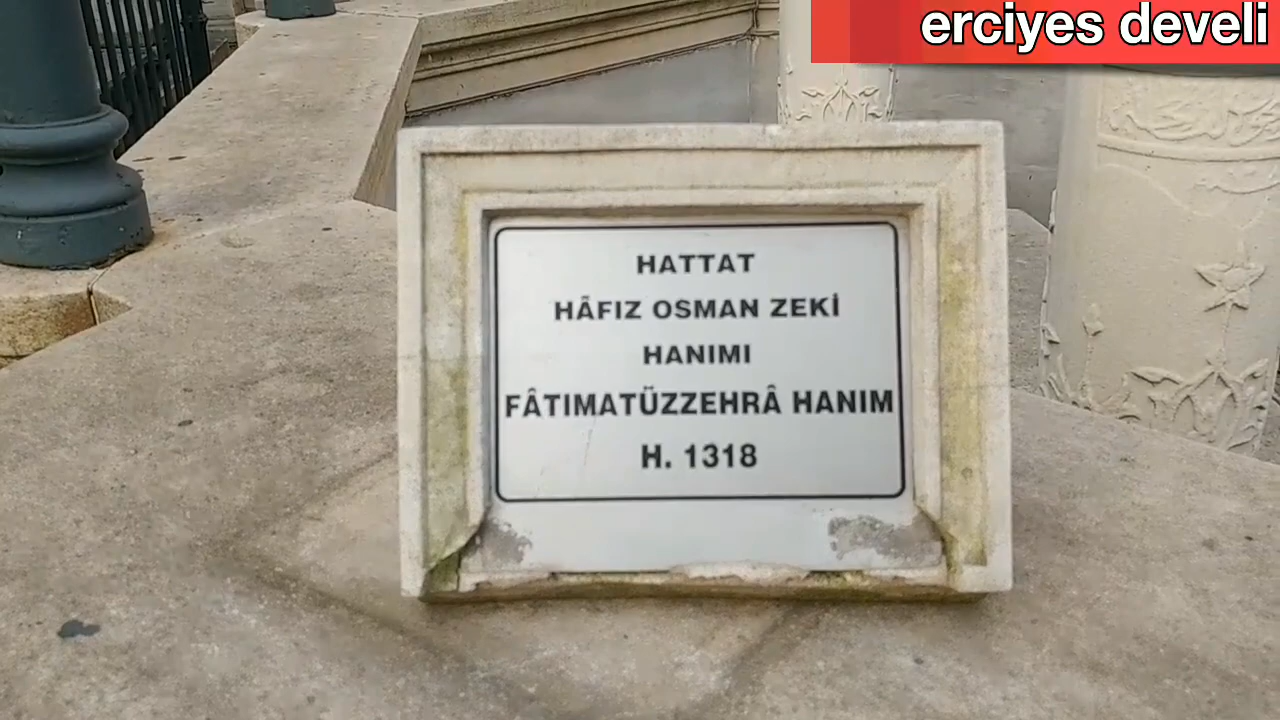 erciyes develi
HATTAT
HÂFIZ OSMAN ZEKİ
HANIMI
FÂTIMATÜZZEHRÂ HANIM
H. 1318